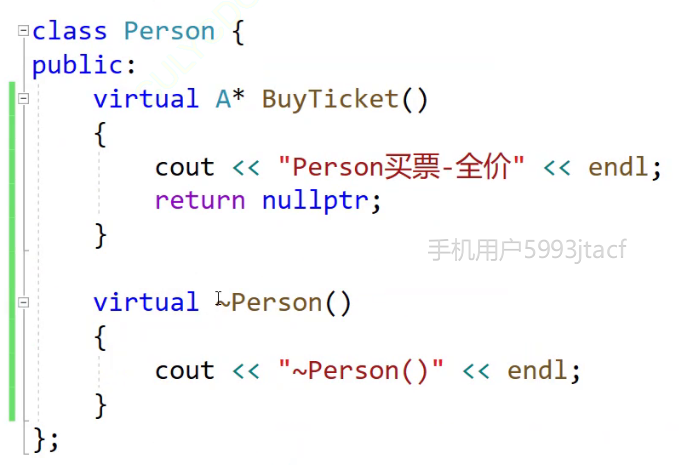 class Person {
public:
    virtual A* BuyTicket()
    {
        cout << "Person买票-全价" << endl;
        return nullptr;
    }
手机用户5993jtacf
    virtual ~Person()
    {
        cout << "~Person()" << endl;
    }
};